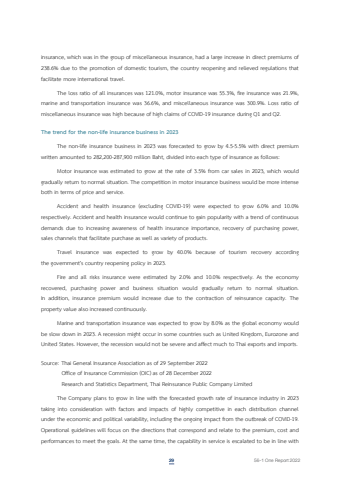 insurance, which was in the group of miscellaneous insurance, had a large increase in direct premiums of
238.6% due to the promotion of domestic tourism, the country reopening and relieved regulations that
facilitate more international travel.
The loss ratio of all insurances was 121.0%, motor insurance was 55.5%, fire insurance was 21.9%,
marine and transportation insurance was 36.6%, and miscellaneous insurance was 300.9%. Loss ratio of
miscellaneous insurance was high because of high claims of COVID-19 insurance during Q1 and Q2.
The trend for the non-life insurance business in 2023
The non-life insurance business in 2023 was forecasted to grow by 4.5-5.5% with direct premium
written amounted to 282,200-287,900 million Baht, divided into each type of insurance as follows:
Motor insurance was estimated to grow at the rate of 3.5% from car sales in 2023, which would
gradually return to normal situation. The competition in motor insurance business would be more intense
both in terms of price and service.
Accident and health insurance (excluding COVID-19) were expected to grow 6.0% and 10.0%
respectively. Accident and health insurance would continue to gain popularity with a trend of continuous
demands due to increasing awareness of health insurance importance, recovery of purchasing power,
sales channels that facilitate purchase as well as variety of products.
Travel insurance was expected to grow by 40.0% because of tourism recovery according
the government's country reopening policy in 2023.
Fire and all risks insurance were estimated by 2.0% and 10.0% respectively. As the economy
recovered, purchasing power and business situation would gradually return to normal situation.
In addition, insurance premium would increase due to the contraction of reinsurance capacity. The
property value also increased continuously.
Marine and transportation insurance was expected to grow by 8.0% as the global economy would
be slow down in 2023. A recession might occur in some countries such as United Kingdom, Eurozone and
United States. However, the recession would not be severe and affect much to Thai exports and imports.
Source: Thai General Insurance Association as of 29 September 2022
Office of Insurance Commission (OIC) as of 28 December 2022
Research and Statistics Department, Thai Reinsurance Public Company Limited
The Company plans to grow in line with the forecasted growth rate of insurance industry in 2023
taking into consideration with factors and impacts of highly competitive in each distribution channel
under the economic and political variability, including the ongoing impact from the outbreak of COVID-19.
Operational guidelines will focus on the directions that correspond and relate to the premium, cost and
performances to meet the goals. At the same time, the capability in service is escalated to be in line with
56-1 One-Report 2022